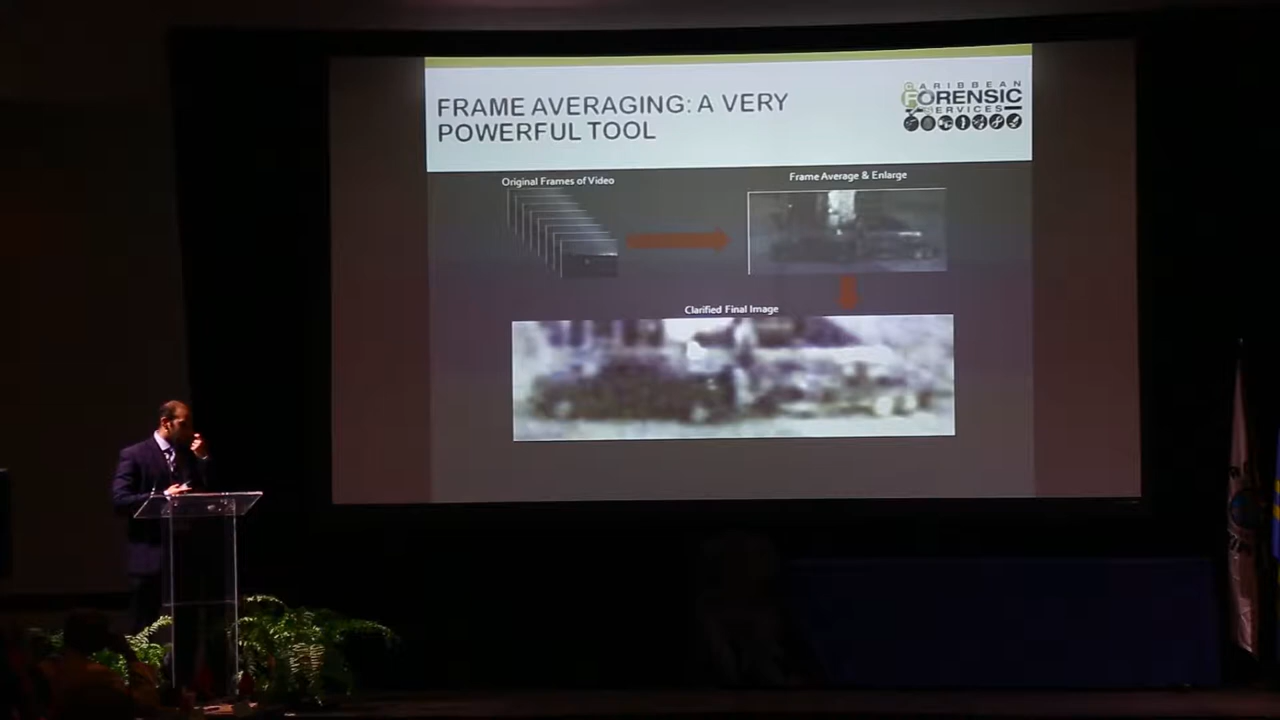 FRAME AVERAGING: A VERY
POWERFUL TOOL
CARIBBEAN
FORENSIC
SERVICES
Original Frames of Video
Frame Average & Enlarge
Clarified Final Image